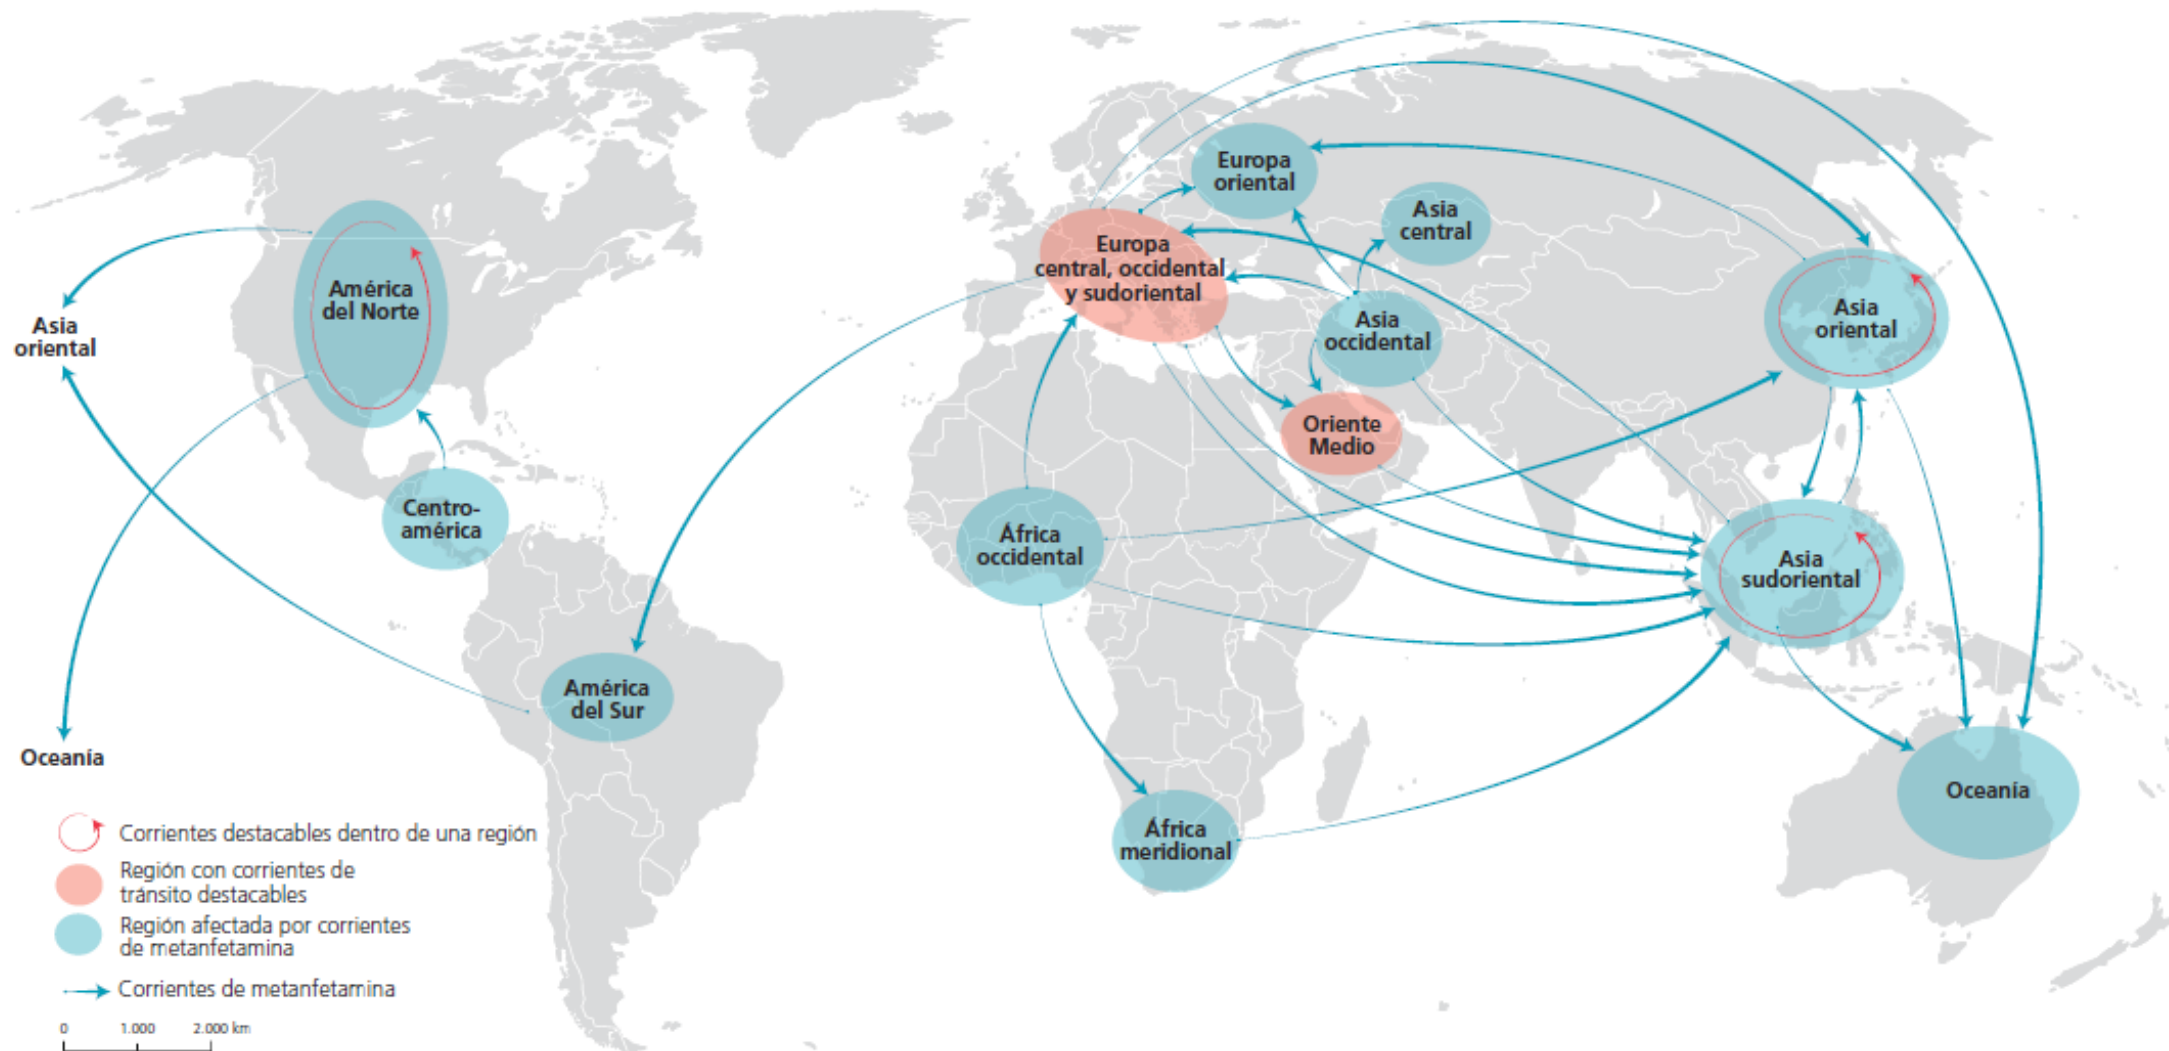 Europa
oriental
Asia
central
Europa
central, occidental
y sudoriental
América
del Norte
Asia
oriental
Asia
occidental
Asia
oriental
Oriente
Medio
Centro-
américa
África
occidental
Asia
sudoriental
América
del Sur
Oceanía
Oceanía
África
meridional
Corrientes destacables dentro de una región
Región con corrientes de
tránsito destacables
Región afectada por corrientes
de metanfetamina
Corrientes de metanfetamina
0 1.000 2.000 km